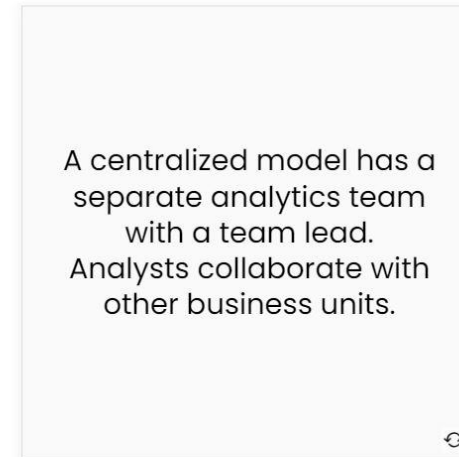 A centralized model has a
separate analytics team
with a team lead.
Analysts collaborate with
other business units.